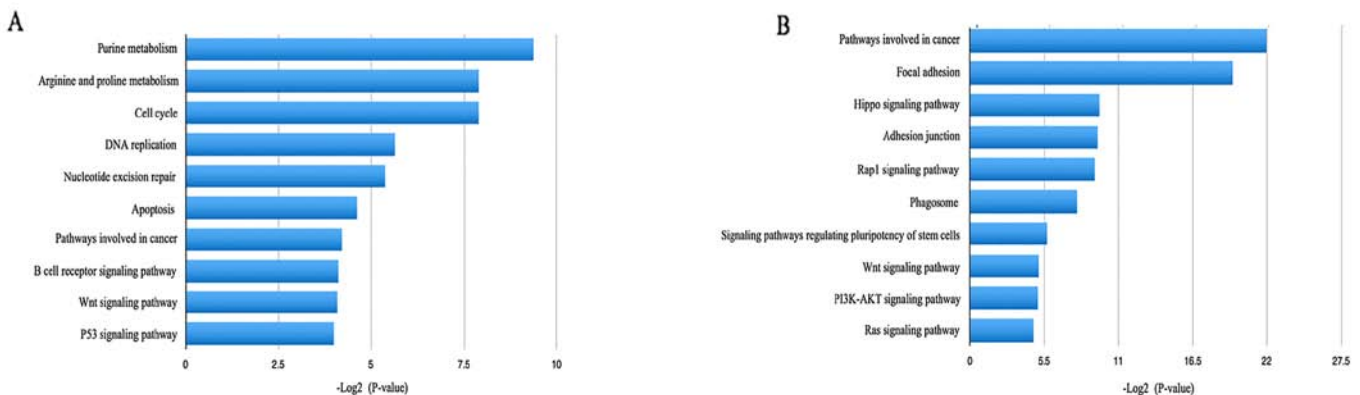 A
Purine metabolism
Arginine and proline metabolism
Cell cycle
DNA replication
Nucleotide excision repair
Apoptosis
Pathways involved in cancer
B cell receptor signaling pathway
Wnt signaling pathway
P53 signaling pathway
0 2.5 5 7.5 10
-Log2 (P-value)
B
Pathways involved in cancer
Focal adhesion
Hippo signaling pathway
Adhesion junction
Rap1 signaling pathway
Phagosome
Signaling pathways regulating pluripotency of stem cells
Wnt signaling pathway
PI3K-AKT signaling pathway
Ras signaling pathway
0 5.5 11 16.5 22 27.5
-Log2 (P-value)